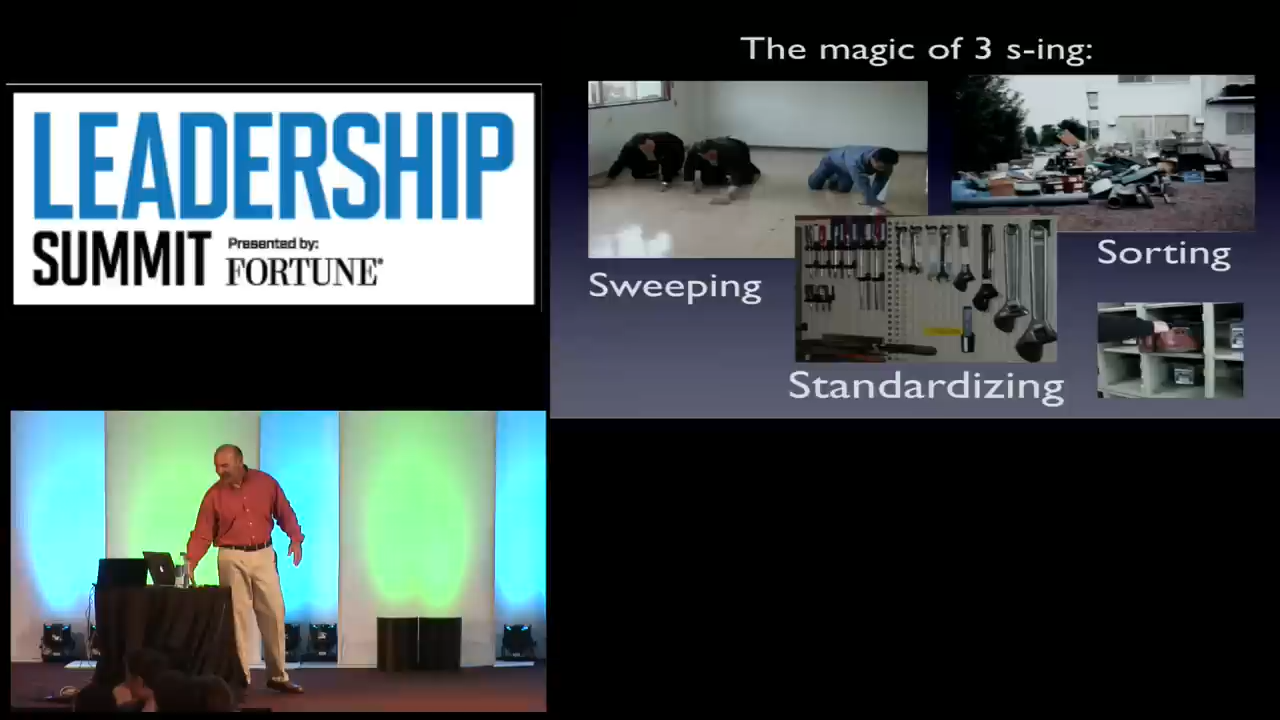 LEADERSHIP
SUMMIT
Presented by:
FORTUNE®
The magic of 3 s-ing:
Sweeping
Sorting
Standardizing